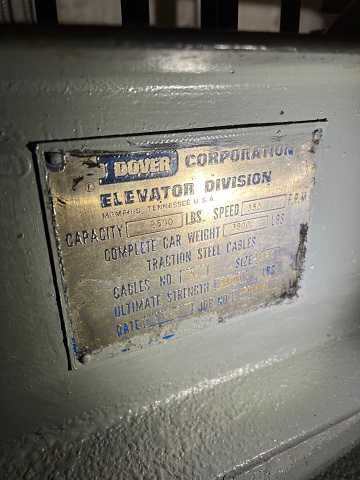 DOVER CORPORATION
ELEVATOR DIVISION
MEMPHIS TENNESSEE U.S.A.
CAPACITY 2500 LBS. SPEED 350 F.P.M.
COMPLETE CAR WEIGHT LBS
TRACTION STEEL CABLES
CABLES NO. SIZE
ULTIMATE STRENGTH LBS
DATE JOB NO